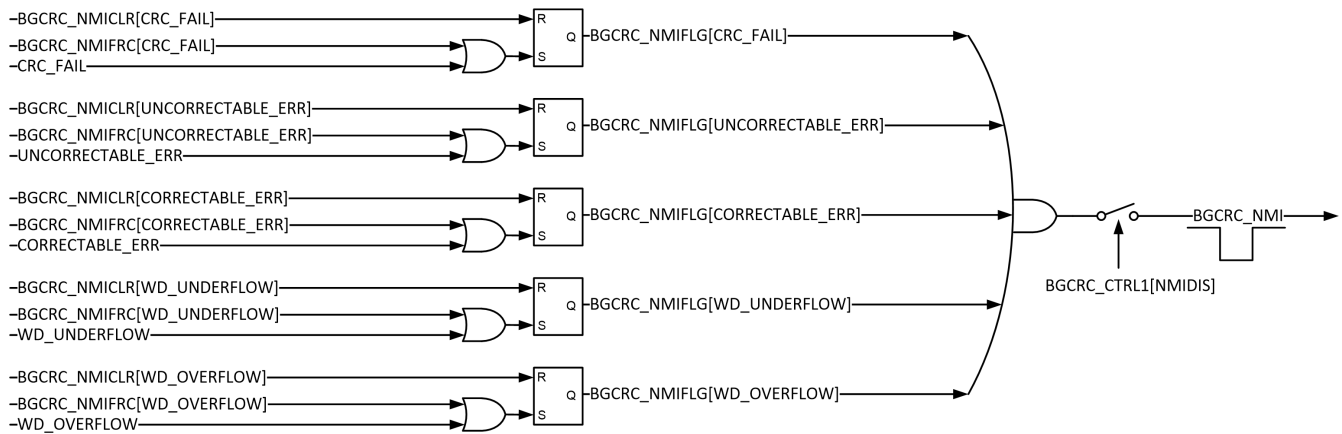 BGCRC_NMICLR[CRC_FAIL]
R
BGCRC_NMIFRC[CRC_FAIL]
Q
BGCRC_NMIFLG[CRC_FAIL]
CRC_FAIL
S
BGCRC_NMICLR[UNCORRECTABLE_ERR]
R
BGCRC_NMIFRC[UNCORRECTABLE_ERR]
Q
BGCRC_NMIFLG[UNCORRECTABLE_ERR]
UNCORRECTABLE_ERR
S
BGCRC_NMICLR[CORRECTABLE_ERR]
R
BGCRC_NMIFRC[CORRECTABLE_ERR]
Q
BGCRC_NMIFLG[CORRECTABLE_ERR]
CORRECTABLE_ERR
S
BGCRC_NMI
BGCRC_CTRL1[NMIDIS]
BGCRC_NMICLR[WD_UNDERFLOW]
R
BGCRC_NMIFRC[WD_UNDERFLOW]
Q
BGCRC_NMIFLG[WD_UNDERFLOW]
WD_UNDERFLOW
S
BGCRC_NMICLR[WD_OVERFLOW]
R
BGCRC_NMIFRC[WD_OVERFLOW]
Q
BGCRC_NMIFLG[WD_OVERFLOW]
WD_OVERFLOW
S